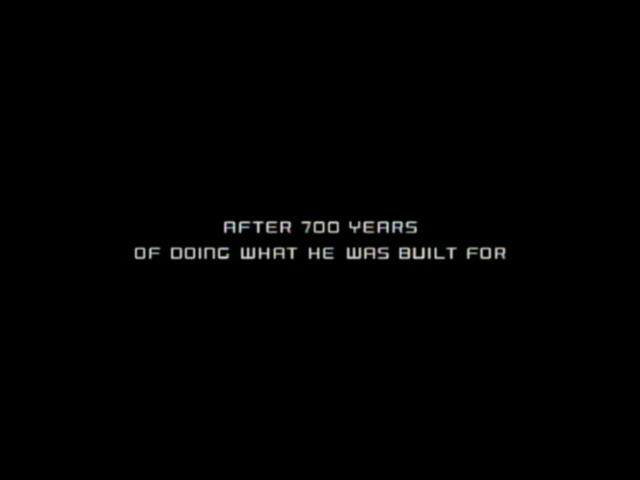 AFTER 700 YEARS
OF DOING WHAT HE WAS BUILT FOR